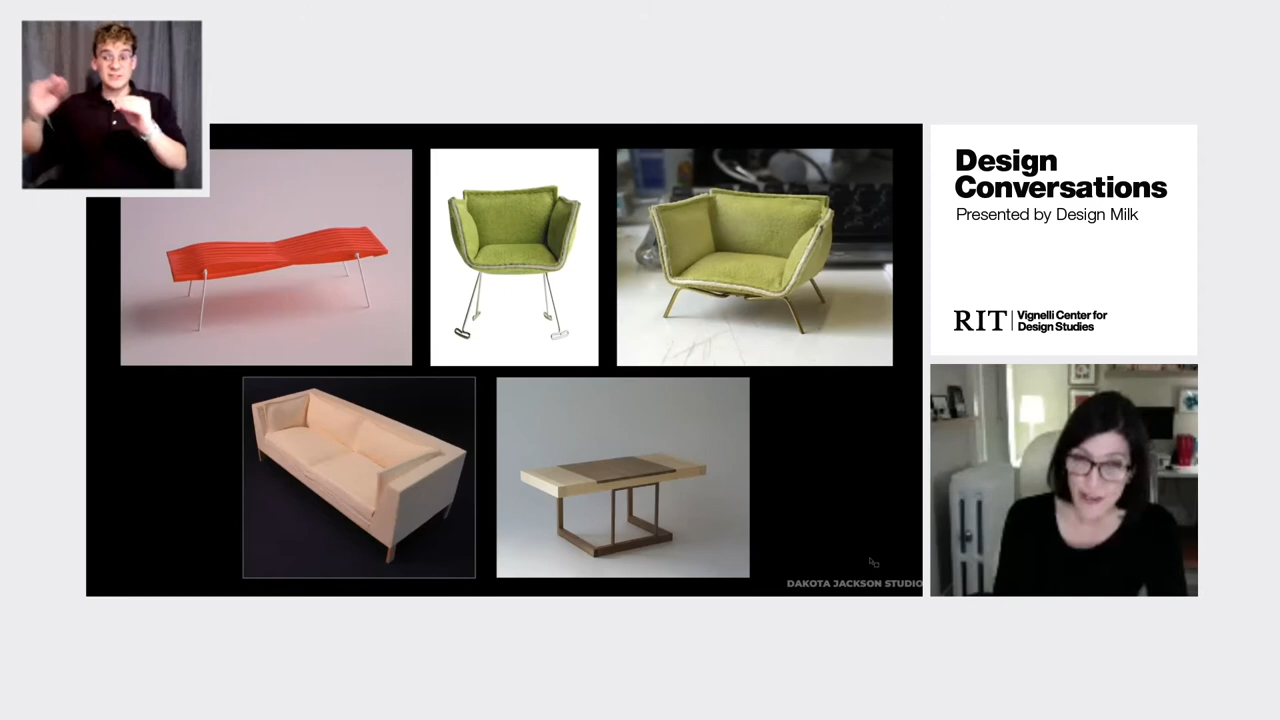 Design
Conversations
Presented by Design Milk
RIT
Vignelli Center for
Design Studies
DAKOTA JACKSON STUDIO